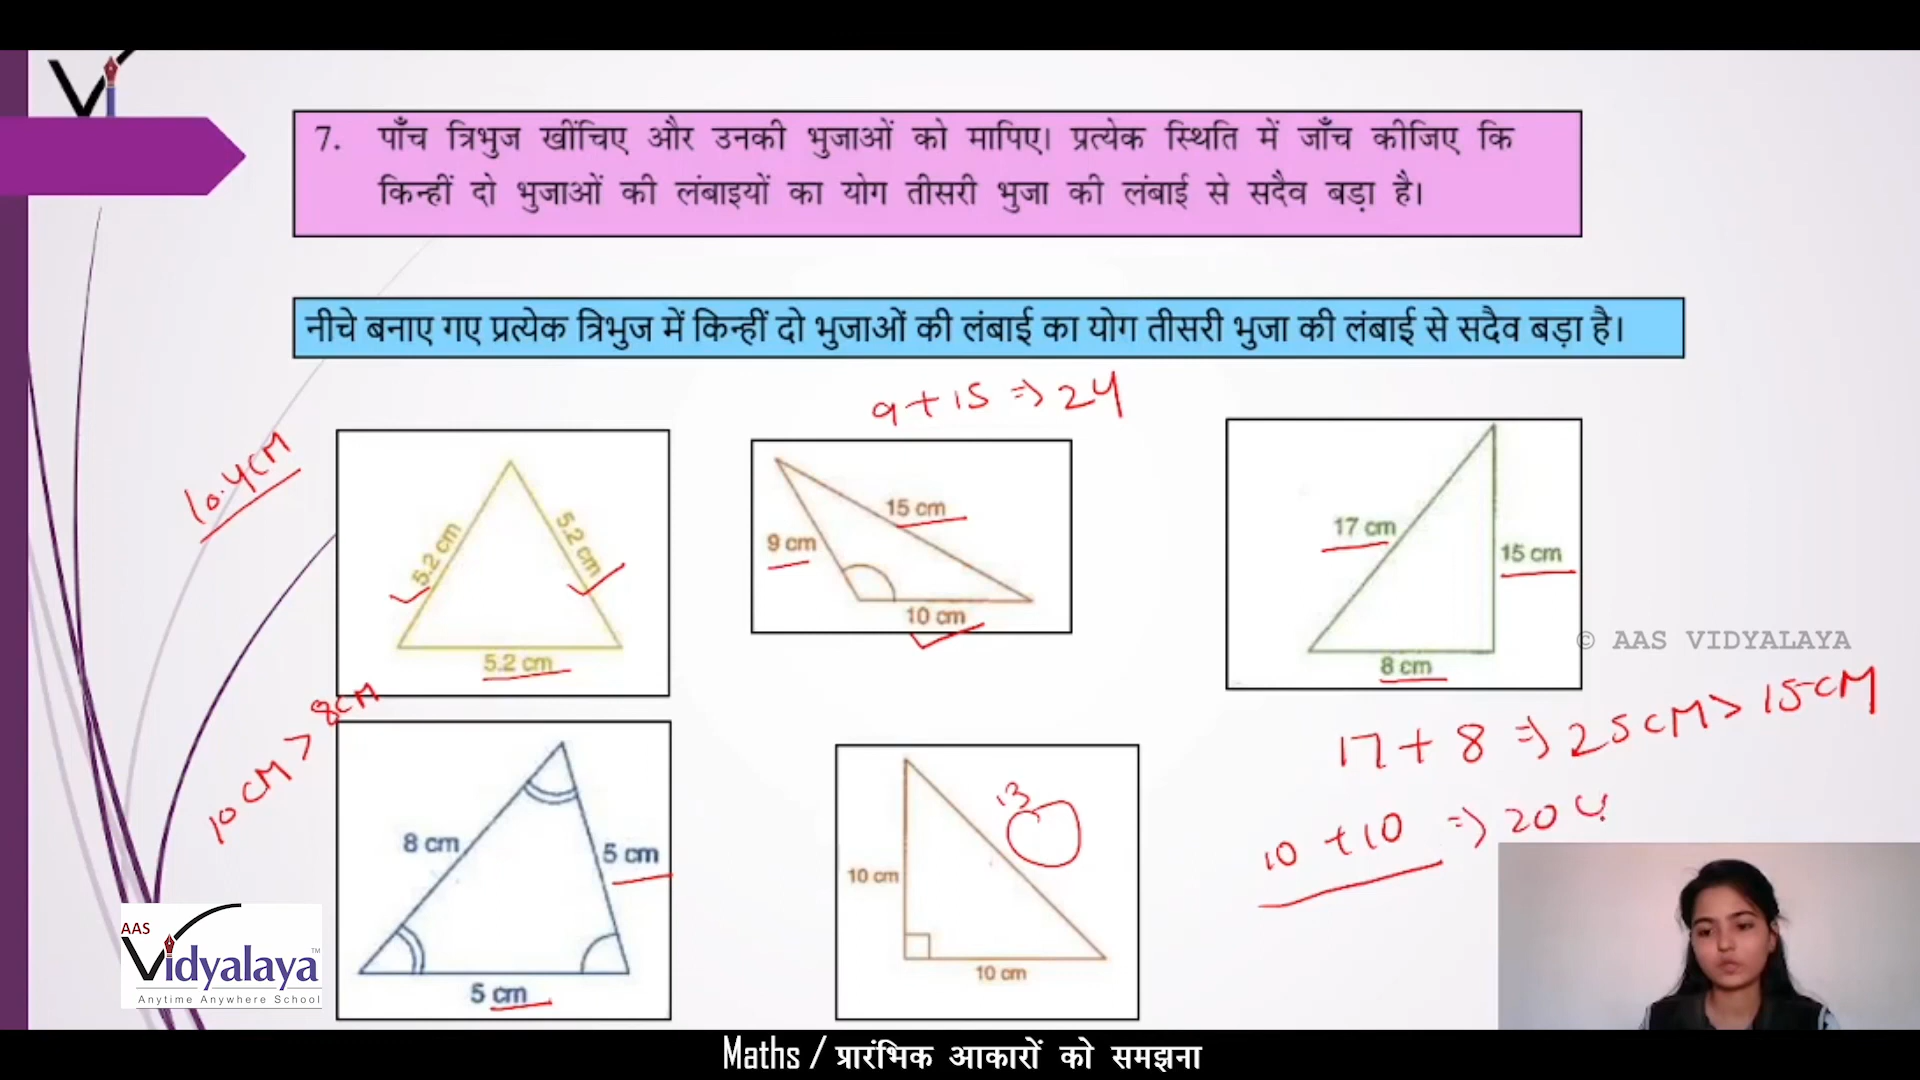 7. पाँच त्रिभुज खींचिए और उनकी भुजाओं को मापिए। प्रत्येक स्थिति में जाँच कीजिए कि
किन्हीं दो भुजाओं की लंबाइयों का योग तीसरी भुजा की लंबाई से सदैव बड़ा है।
नीचे बनाए गए प्रत्येक त्रिभुज में किन्हीं दो भुजाओं की लंबाई का योग तीसरी भुजा की लंबाई से सदैव बड़ा है।
9+15 => 24
10.4CM
5.2 cm
5.2 cm
5.2 cm
15 cm
9 cm
10 cm
17 cm
15 cm
8 cm
© AAS VIDYALAYA
17+8 => 25CM > 15CM
10 CM > 8CM
10 +10 => 20
8 cm
5 cm
5 cm
13
10 cm
10 cm
AAS
Vidyalaya™
Anytime Anywhere School
Maths / प्रारंभिक आकारों को समझना